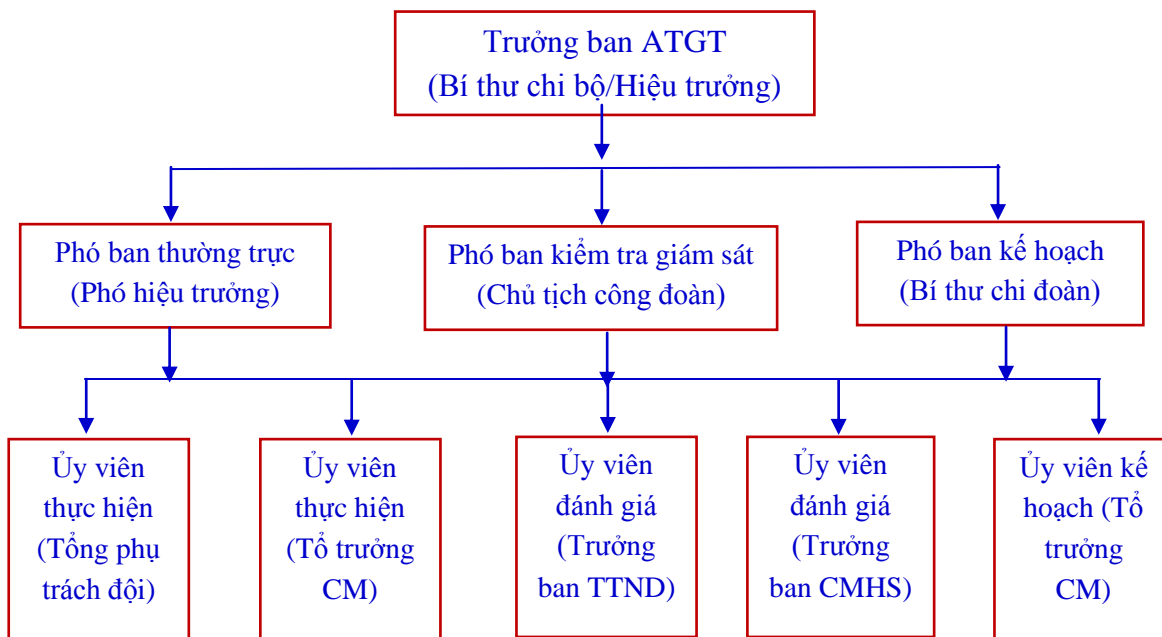 Trưởng ban ATGT
(Bí thư chi bộ/Hiệu trưởng)
Phó ban thường trực
(Phó hiệu trưởng)
Phó ban kiểm tra giám sát
(Chủ tịch công đoàn)
Phó ban kế hoạch
(Bí thư chi đoàn)
Ủy viên
thực hiện
(Tổng phụ
trách đội)
Ủy viên
thực hiện
(Tổ trưởng
CM)
Ủy viên
đánh giá
(Trưởng
ban TTND)
Ủy viên
đánh giá
(Trưởng
ban CMHS)
Ủy viên kế
hoạch (Tổ
trưởng
CM)